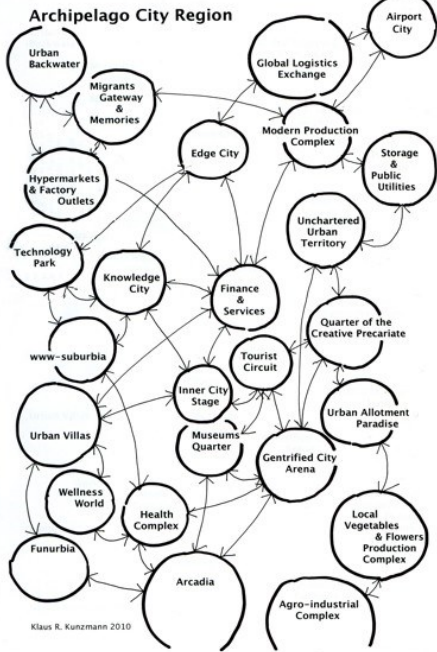 Archipelago City Region
Airport
City
Urban
Backwater
Global Logistics
Exchange
Migrants
Gateway
&
Memories
Modern Production
Complex
Edge City
Storage
&
Public
Utilities
Hypermarkets
& Factory
Outlets
Unchartered
Urban
Territory
Technology
Park
Knowledge
City
Finance
&
Services
Quarter of the
Creative Precariate
www-suburbia
Tourist
Circuit
Inner City
Stage
Urban Allotment
Paradise
Urban Villas
Museums
Quarter
Gentrified City
Arena
Wellness
World
Health
Complex
Local
Vegetables
& Flowers
Production
Complex
Funurbia
Arcadia
Agro-industrial
Complex
Klaus R. Kunzmann 2010